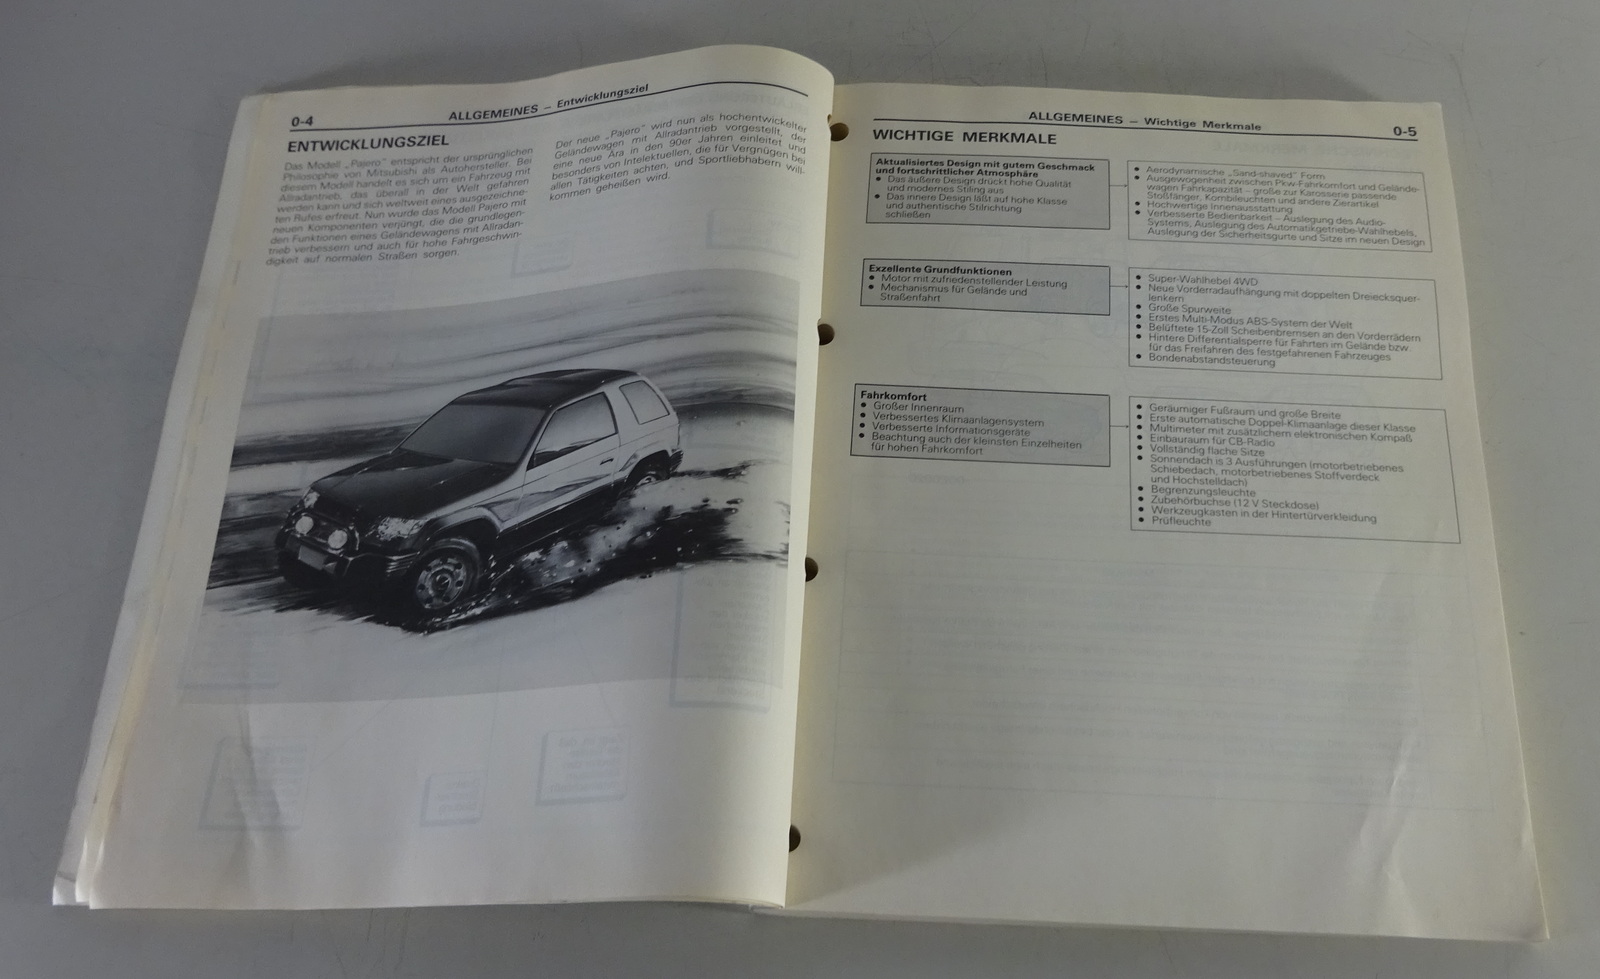 0-4
ALLGEMEINES – Entwicklungsziel
ENTWICKLUNGSZIEL
Das Modell „Pajero" entspricht der ursprünglichen
Philosophie von Mitsubishi als Autohersteller. Bei
diesem Modell handelt es sich um ein Fahrzeug mit
Allradantrieb, das überall in der Welt gefahren
werden kann und sich weltweit eines ausgezeichne-
ten Rufes erfreut. Nun wurde das Modell Pajero mit
neuen Komponenten verjüngt, die die grundlegen-
den Funktionen eines Geländewagens mit Allradan-
trieb verbessern und auch für hohe Fahrgeschwin-
digkeit auf normalen Straßen sorgen.
Der neue „Pajero" wird nun als hochentwickelter
Geländewagen mit Allradantrieb vorgestellt, der
eine neue Ära in den 90er Jahren einleitet und
besonders von Intelektuellen, die für Vergnügen bei
allen Tätigkeiten achten, und Sportliebhabern will-
kommen geheißen wird.
ALLGEMEINES – Wichtige Merkmale
0-5
WICHTIGE MERKMALE
Aktualisiertes Design mit gutem Geschmack
und fortschrittlicher Atmosphäre
● Das äußere Design drückt hohe Qualität
und modernes Stiling aus
● Das innere Design läßt auf hohe Klasse
und authentische Stilrichtung
schließen
● Aerodynamische „Sand-shaved" Form
● Ausgewogenheit zwischen Pkw-Fahrkomfort und Gelände-
wagen Fahrkapazität – große zur Karosserie passende
Stoßfänger, Kombileuchten und andere Zierartikel
● Hochwertige Innenausstattung
● Verbesserte Bedienbarkeit – Auslegung des Audio-
Systems, Auslegung des Automatikgetriebe-Wahlhebels,
Auslegung der Sicherheitsgurte und Sitze im neuen Design
Exzellente Grundfunktionen
● Motor mit zufriedenstellender Leistung
● Mechanismus für Gelände und
Straßenfahrt
● Super-Wahlhebel 4WD
● Neue Vorderradaufhängung mit doppelten Dreiecksquer-
lenkern
● Große Spurweite
● Erstes Multi-Modus ABS-System der Welt
● Belüftete 15-Zoll Scheibenbremsen an den Vorderrädern
● Hintere Differentialsperre für Fahrten im Gelände bzw.
für das Freifahren des festgefahrenen Fahrzeuges
● Bondenabstandsteuerung
Fahrkomfort
● Großer Innenraum
● Verbessertes Klimaanlagensystem
● Verbesserte Informationsgeräte
● Beachtung auch der kleinsten Einzelheiten
für hohen Fahrkomfort
● Geräumiger Fußraum und große Breite
● Erste automatische Doppel-Klimaanlage dieser Klasse
● Multimeter mit zusätzlichem elektronischen Kompaß
● Einbauraum für CB-Radio
● Vollständig flache Sitze
● Sonnendach is 3 Ausführungen (motorbetriebenes
Schiebedach, motorbetriebenes Stoffverdeck
und Hochstelldach)
● Begrenzungsleuchte
● Zubehörbuchse (12 V Steckdose)
● Werkzeugkasten in der Hintertürverkleidung
● Prüfleuchte